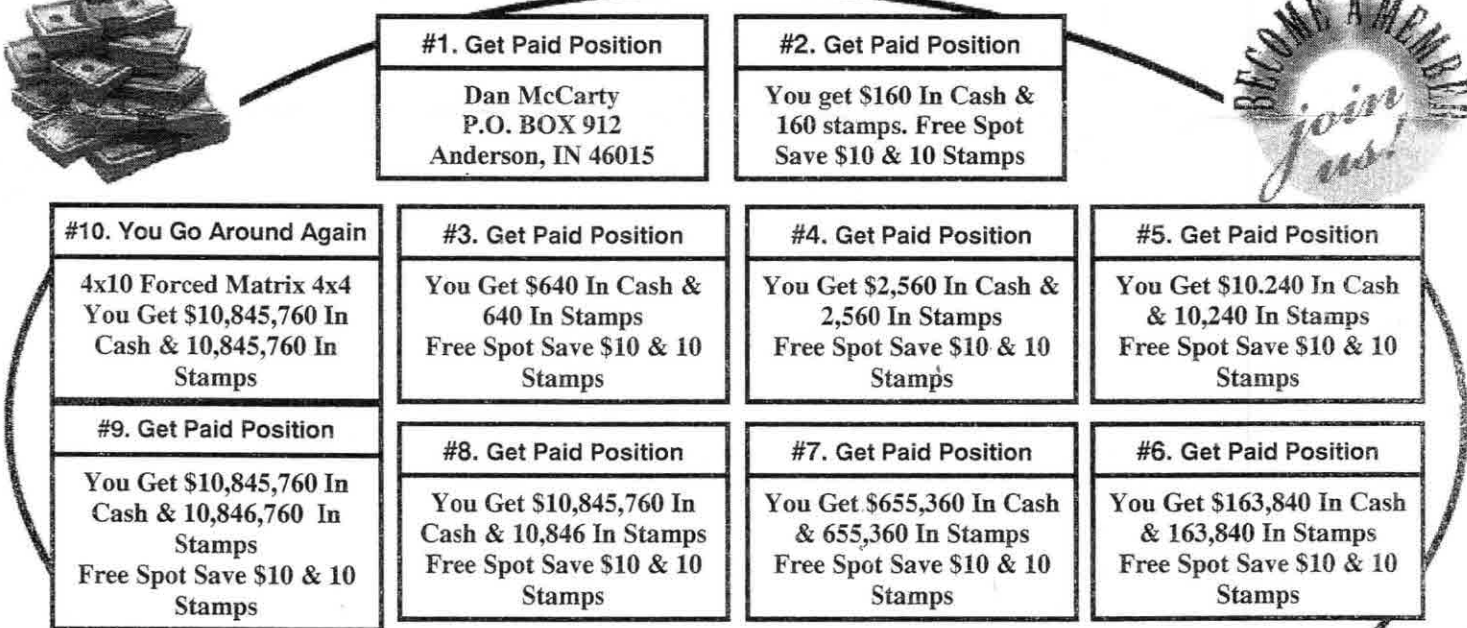 #1. Get Paid Position
Dan McCarty
P.O. BOX 912
Anderson, IN 46015
#2. Get Paid Position
You get $160 In Cash &
160 stamps. Free Spot
Save $10 & 10 Stamps
BECOME A MEMBER
join
us!
#10. You Go Around Again
4x10 Forced Matrix 4x4
You Get $10,845,760 In
Cash & 10,845,760 In
Stamps
#3. Get Paid Position
You Get $640 In Cash &
640 In Stamps
Free Spot Save $10 & 10
Stamps
#4. Get Paid Position
You Get $2,560 In Cash &
2,560 In Stamps
Free Spot Save $10 & 10
Stamps
#5. Get Paid Position
You Get $10.240 In Cash
& 10,240 In Stamps
Free Spot Save $10 & 10
Stamps
#9. Get Paid Position
You Get $10,845,760 In
Cash & 10,846,760 In
Stamps
Free Spot Save $10 & 10
Stamps
#8. Get Paid Position
You Get $10,845,760 In
Cash & 10,846 In Stamps
Free Spot Save $10 & 10
Stamps
#7. Get Paid Position
You Get $655,360 In Cash
& 655,360 In Stamps
Free Spot Save $10 & 10
Stamps
#6. Get Paid Position
You Get $163,840 In Cash
& 163,840 In Stamps
Free Spot Save $10 & 10
Stamps